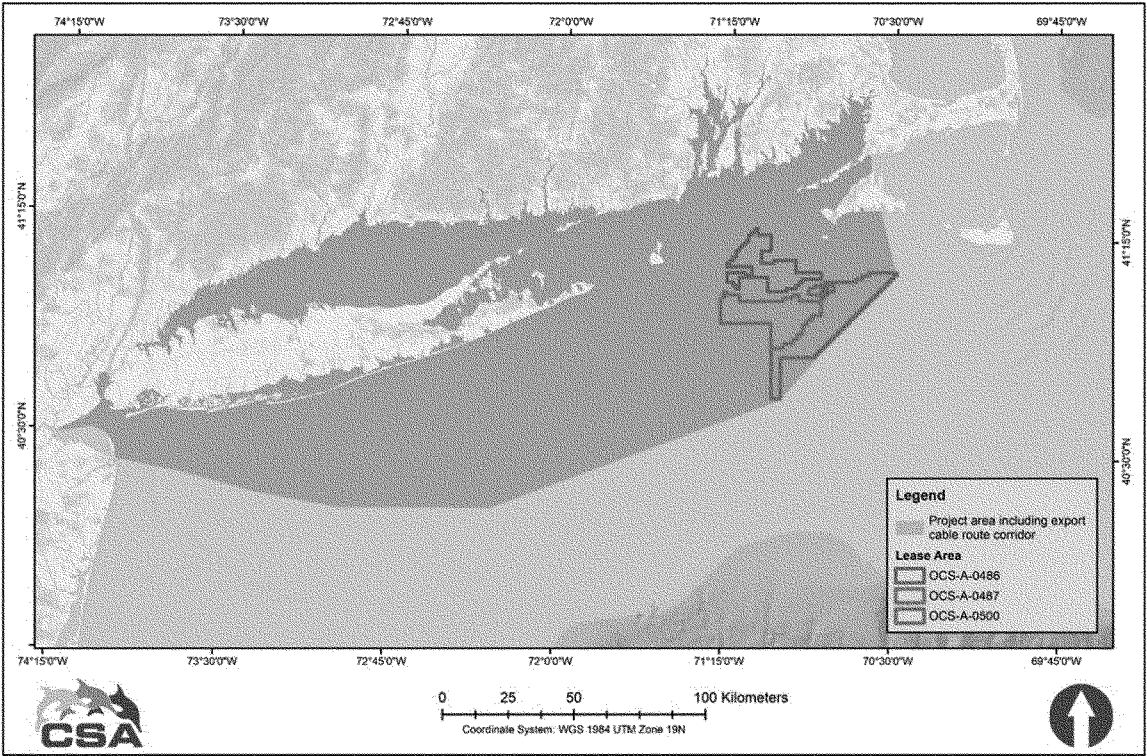 74°15'0"W 73°30'0"W 72°45'0"W 72°0'0"W 71°15'0"W 70°30'0"W 69°45'0"W
41°15'0"N
41°15'0"N
40°30'0"N
40°30'0"N
Legend
Project area including export
cable route corridor
Lease Area
OCS-A-0486
OCS-A-0487
OCS-A-0500
74°15'0"W 73°30'0"W 72°45'0"W 72°0'0"W 71°15'0"W 70°30'0"W 69°45'0"W
0 25 50 100 Kilometers
Coordinate System: WGS 1984 UTM Zone 19N
CSA